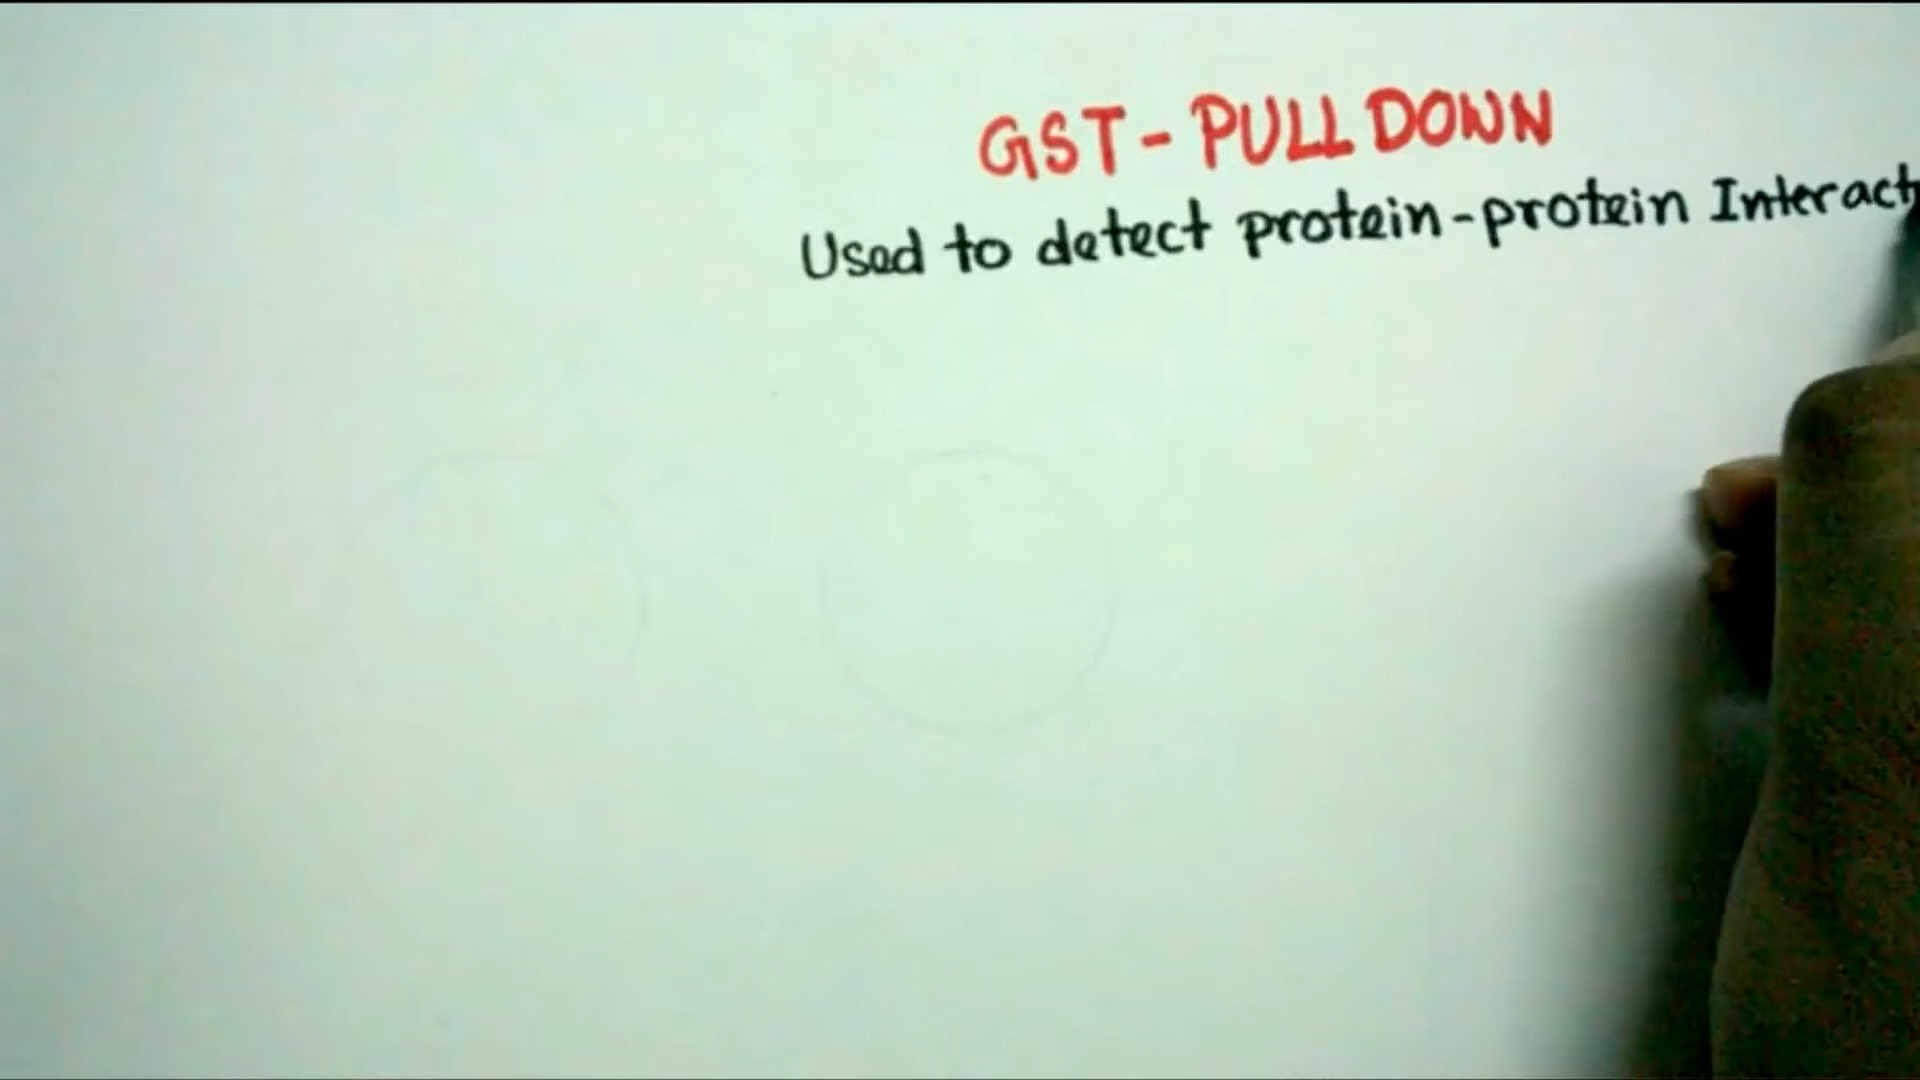 GST - PULL DOWN
Used to detect protein-protein Interact